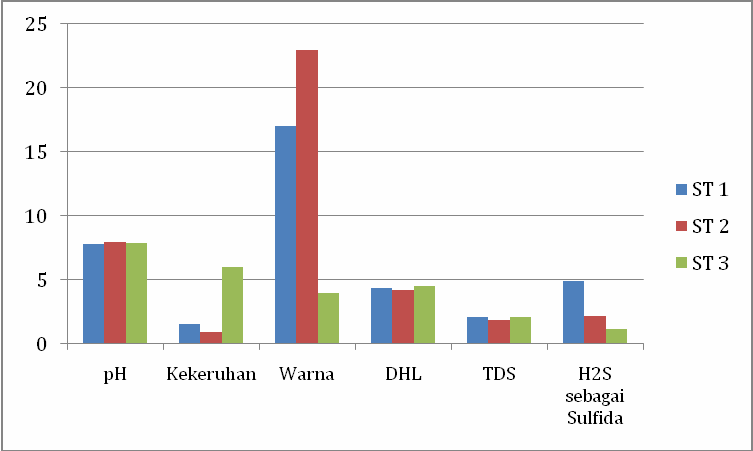 25
20
15
10
5
0
pH
Kekeruhan
Warna
DHL
TDS
H2S
sebagai
Sulfida
ST 1
ST 2
ST 3